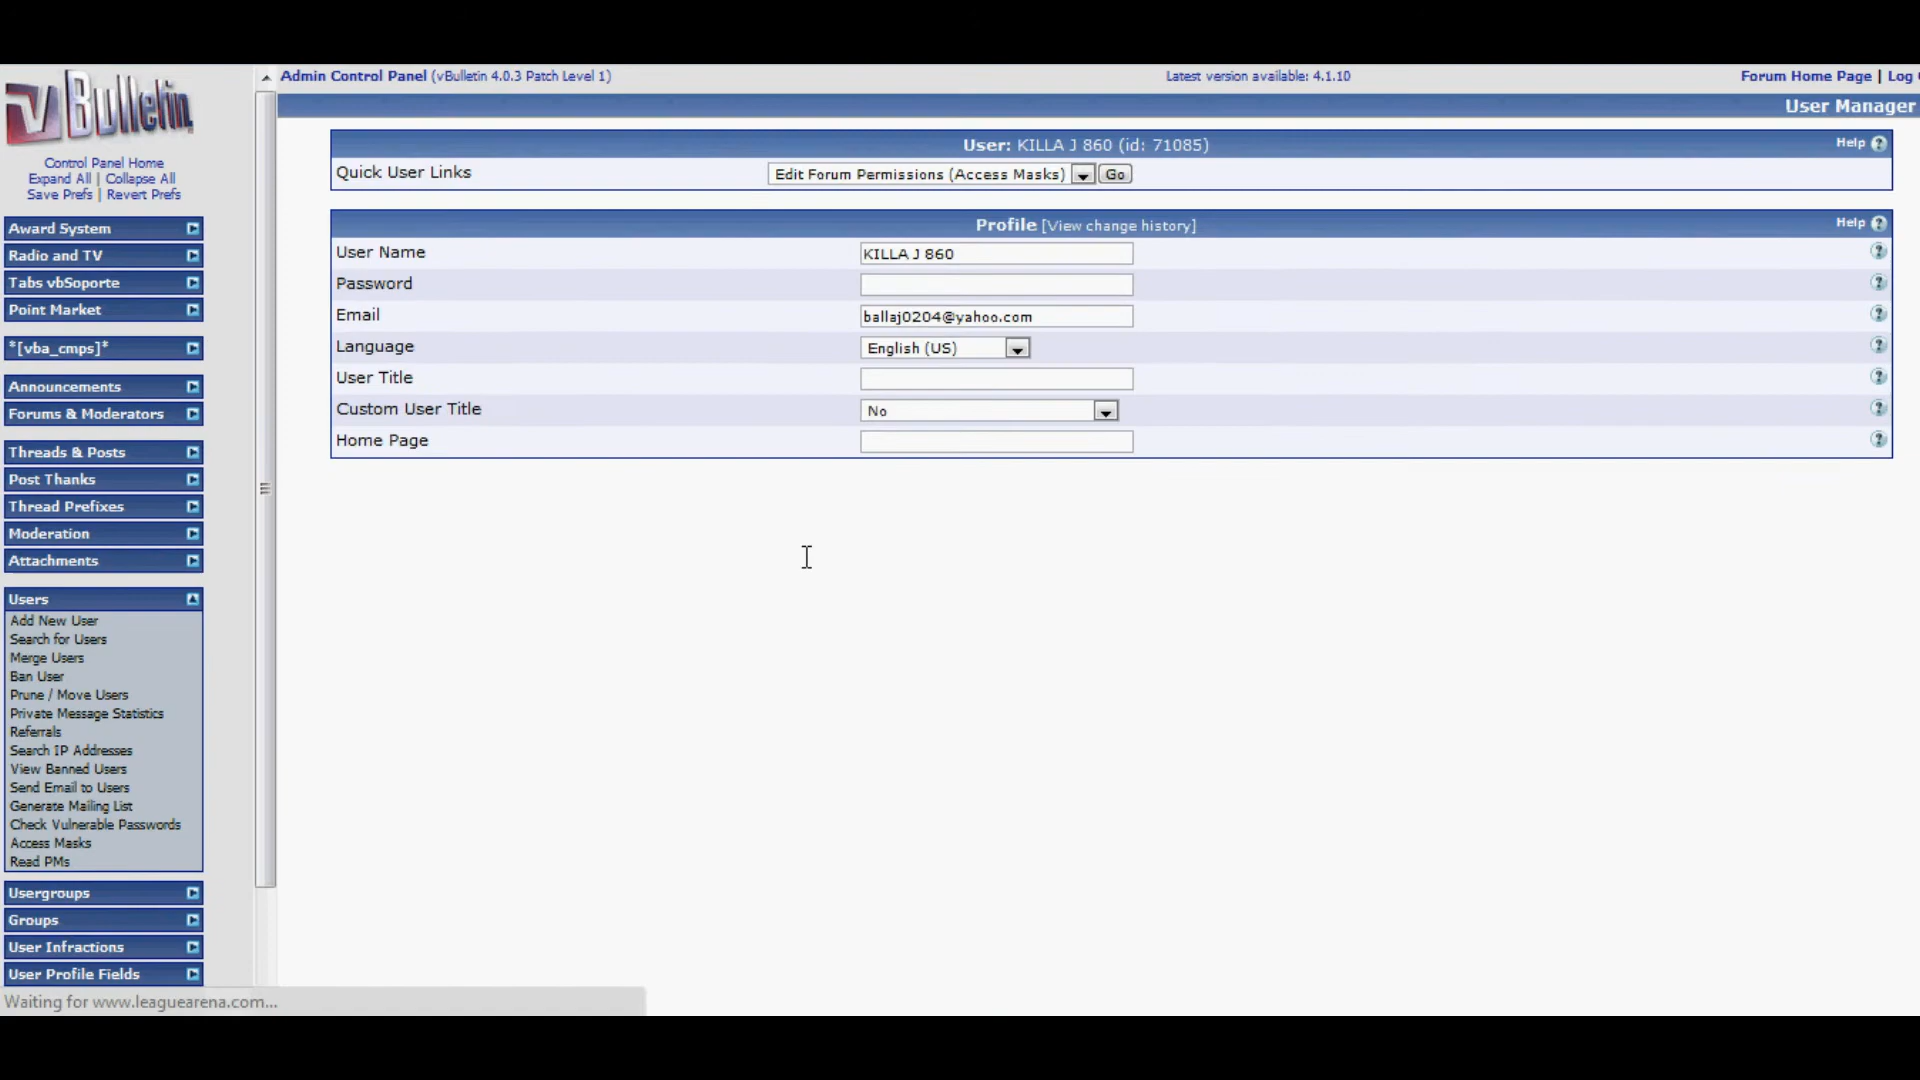 vBulletin
Control Panel Home
Expand All | Collapse All
Save Prefs | Revert Prefs
Award System
Radio and TV
Tabs vbSoporte
Point Market
*[vba_cmps]*
Announcements
Forums & Moderators
Threads & Posts
Post Thanks
Thread Prefixes
Moderation
Attachments
Users
Add New User
Search for Users
Merge Users
Ban User
Prune / Move Users
Private Message Statistics
Referrals
Search IP Addresses
View Banned Users
Send Email to Users
Generate Mailing List
Check Vulnerable Passwords
Access Masks
Read PMs
Usergroups
Groups
User Infractions
User Profile Fields
Waiting for www.leaguearena.com...
Admin Control Panel (vBulletin 4.0.3 Patch Level 1) Latest version available: 4.1.10 Forum Home Page | Log
User Manager
User: KILLA J 860 (id: 71085) Help
Quick User Links Edit Forum Permissions (Access Masks) Go
Profile [View change history] Help
User Name KILLA J 860
Password
Email ballaj0204@yahoo.com
Language English (US)
User Title
Custom User Title No
Home Page